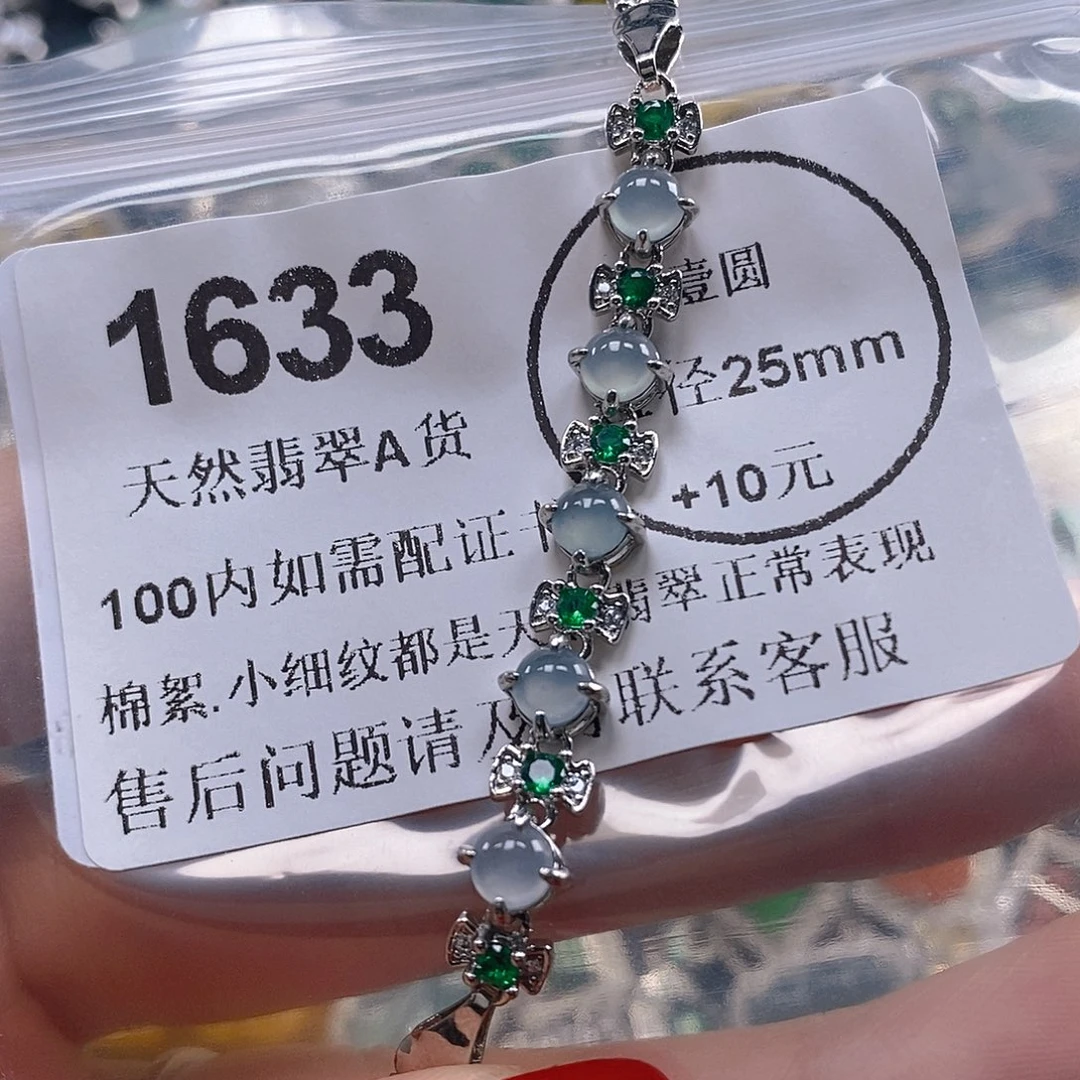 1633
天然翡翠A货
壹圆
径25mm
+10元
100内如需配证
棉絮.小细纹都是天 翡翠正常表现
售后问题请及 联系客服